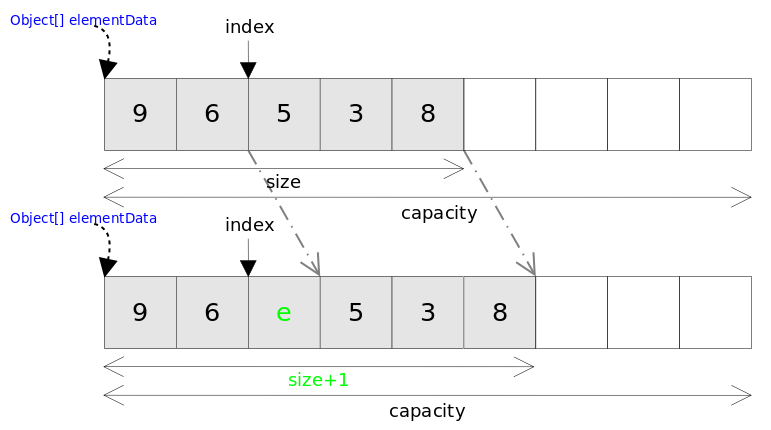 Object[] elementData
index
9 6 5 3 8
size
capacity
Object[] elementData
index
9 6 e 5 3 8
size+1
capacity